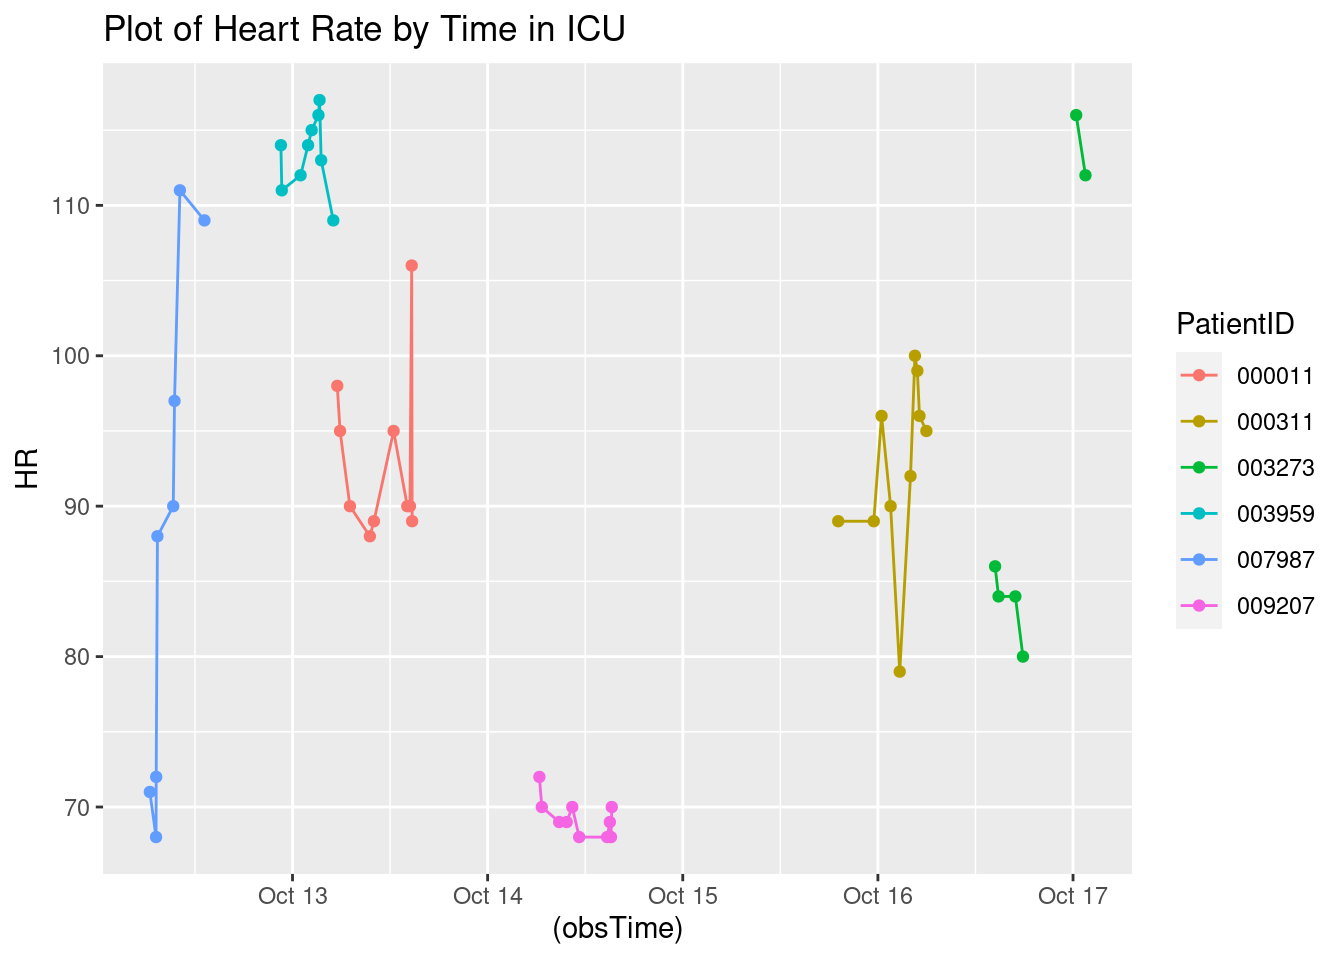 Plot of Heart Rate by Time in ICU
110
100
90
80
70
HR
Oct 13
Oct 14
Oct 15
Oct 16
Oct 17
(obsTime)
PatientID
000011
000311
003273
003959
007987
009207